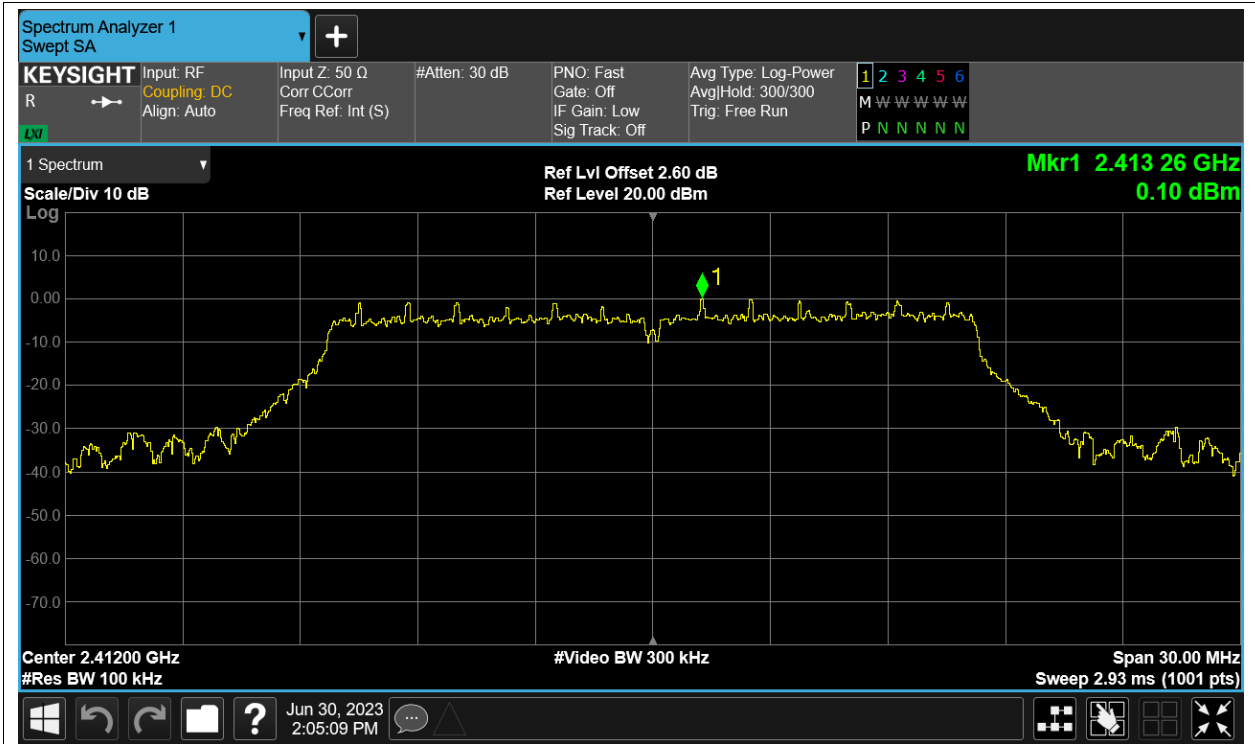 Spectrum Analyzer 1
Swept SA
+
KEYSIGHT
R
LXI
Input: RF
Coupling: DC
Align: Auto
Input Z: 50 Ω
Corr CCorr
Freq Ref: Int (S)
#Atten: 30 dB
PNO: Fast
Gate: Off
IF Gain: Low
Sig Track: Off
Avg Type: Log-Power
Avg|Hold: 300/300
Trig: Free Run
1 2 3 4 5 6
M W W W W W
P N N N N N
1 Spectrum
Scale/Div 10 dB
Log
Ref Lvl Offset 2.60 dB
Ref Level 20.00 dBm
Mkr1 2.413 26 GHz
0.10 dBm
1
10.0
0.00
-10.0
-20.0
-30.0
-40.0
-50.0
-60.0
-70.0
Center 2.41200 GHz
#Video BW 300 kHz
Span 30.00 MHz
#Res BW 100 kHz
Sweep 2.93 ms (1001 pts)
?
Jun 30, 2023
2:05:09 PM